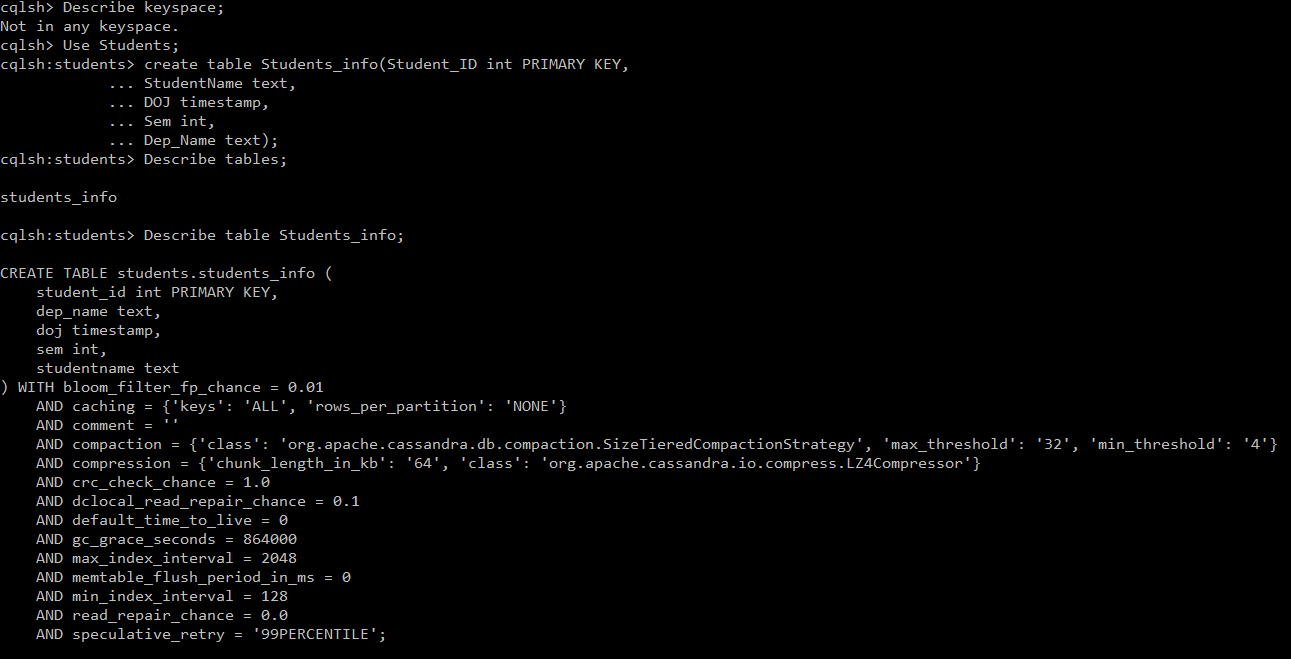 cqlsh> Describe keyspace;
Not in any keyspace.
cqlsh> Use Students;
cqlsh:students> create table Students_info(Student_ID int PRIMARY KEY,
            ... StudentName text,
            ... DOJ timestamp,
            ... Sem int,
            ... Dep_Name text);
cqlsh:students> Describe tables;
students_info
cqlsh:students> Describe table Students_info;
CREATE TABLE students.students_info (
    student_id int PRIMARY KEY,
    dep_name text,
    doj timestamp,
    sem int,
    studentname text
) WITH bloom_filter_fp_chance = 0.01
    AND caching = {'keys': 'ALL', 'rows_per_partition': 'NONE'}
    AND comment = ''
    AND compaction = {'class': 'org.apache.cassandra.db.compaction.SizeTieredCompactionStrategy', 'max_threshold': '32', 'min_threshold': '4'}
    AND compression = {'chunk_length_in_kb': '64', 'class': 'org.apache.cassandra.io.compress.LZ4Compressor'}
    AND crc_check_chance = 1.0
    AND dclocal_read_repair_chance = 0.1
    AND default_time_to_live = 0
    AND gc_grace_seconds = 864000
    AND max_index_interval = 2048
    AND memtable_flush_period_in_ms = 0
    AND min_index_interval = 128
    AND read_repair_chance = 0.0
    AND speculative_retry = '99PERCENTILE';